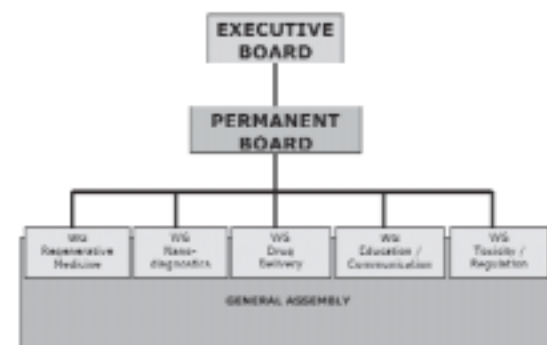 EXECUTIVE
BOARD
PERMANENT
BOARD
WG
Regenerative
Medicine
WG
Nano-
diagnostics
WG
Drug
Delivery
WG
Education /
Communication
WG
Toxicity /
Regulation
GENERAL ASSEMBLY